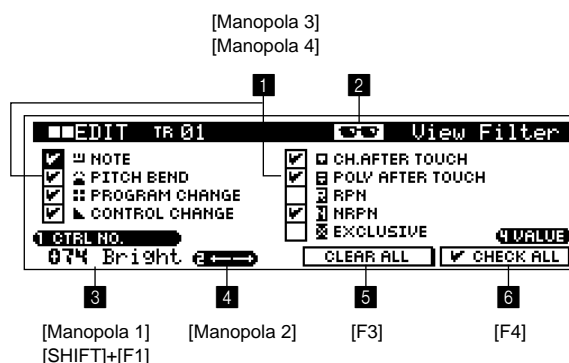 [Manopola 3]
[Manopola 4]
1
2
EDIT TR 01 View Filter
NOTE
PITCH BEND
PROGRAM CHANGE
CONTROL CHANGE
CH.AFTER TOUCH
POLY AFTER TOUCH
RPN
NRPN
EXCLUSIVE
1 CTRL NO.
4 VALUE
074 Bright 2
CLEAR ALL
CHECK ALL
3
4
5
6
[Manopola 1]
[SHIFT]+[F1]
[Manopola 2]
[F3]
[F4]